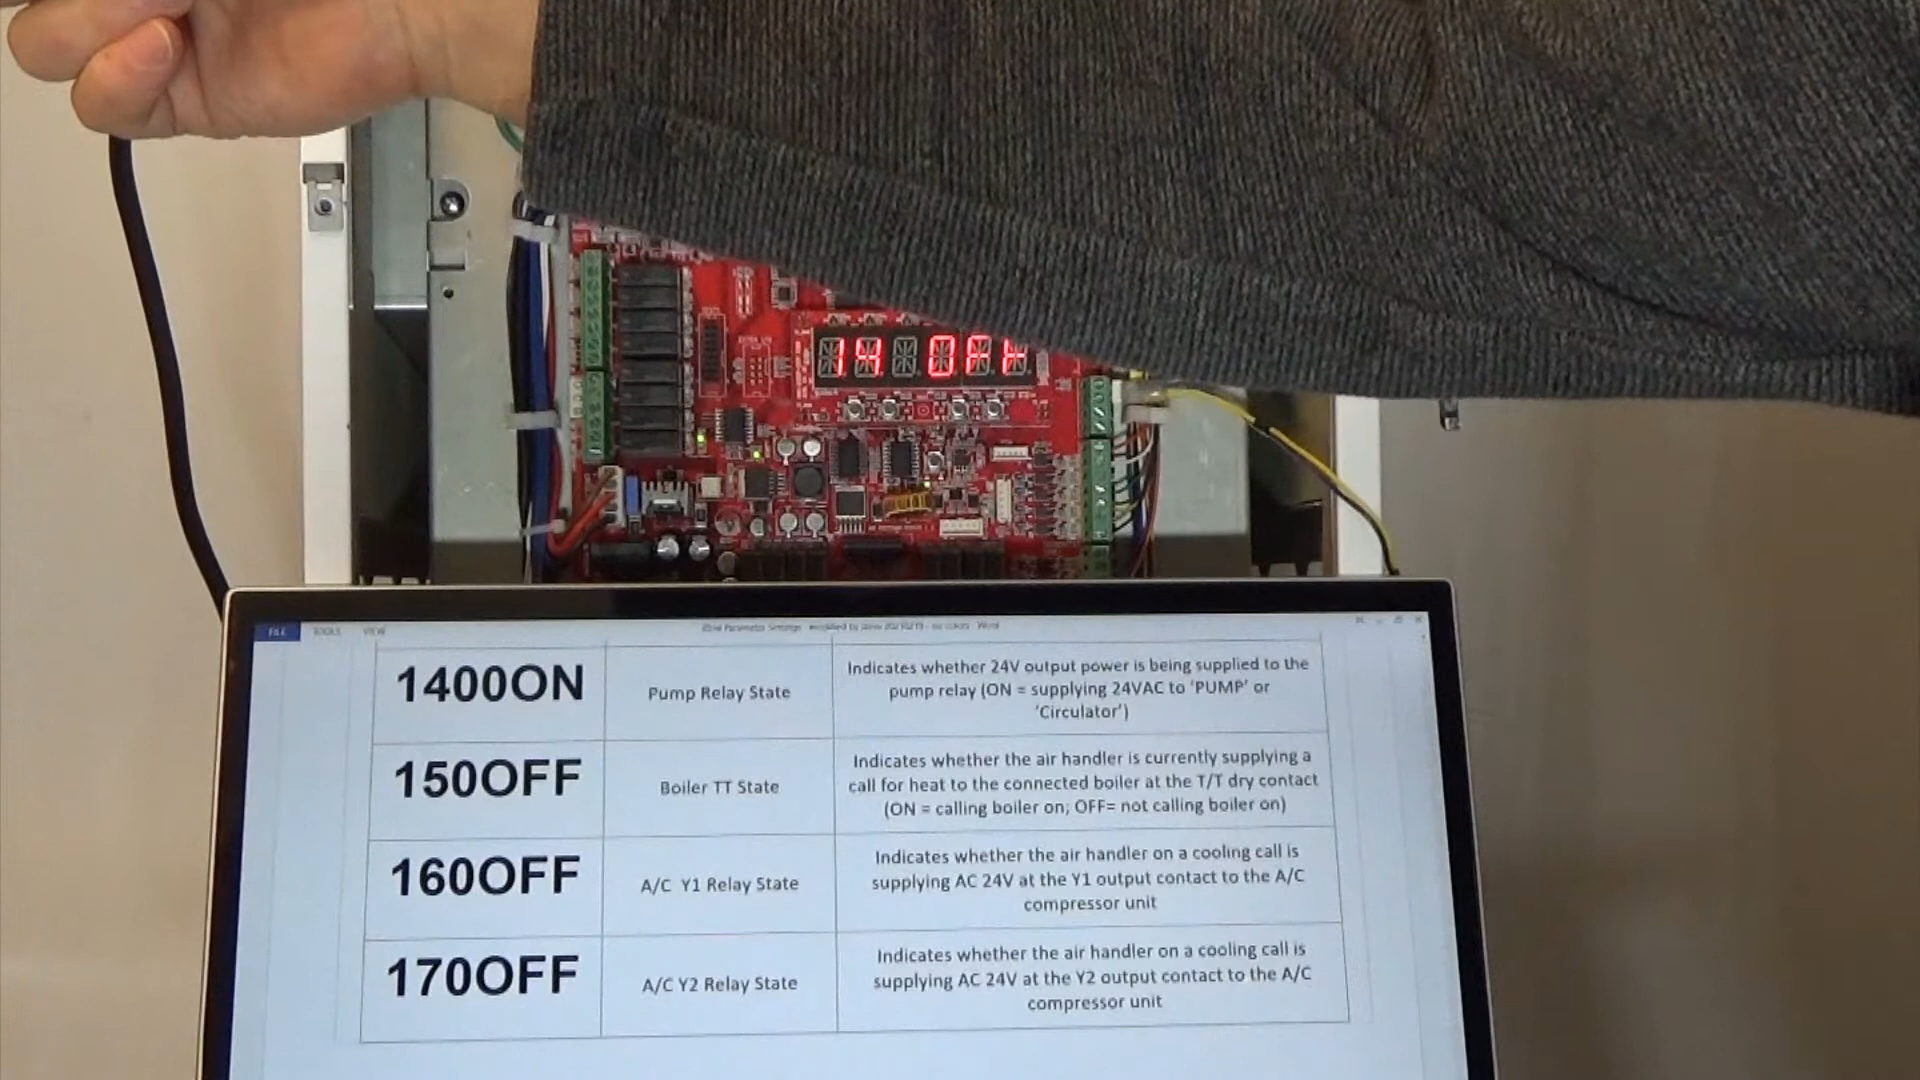 14 OFF
FILE TOOLS VIEW
1400ON
Pump Relay State
Indicates whether 24V output power is being supplied to the
pump relay (ON = supplying 24VAC to ‘PUMP’ or
‘Circulator’)
150OFF
Boiler TT State
Indicates whether the air handler is currently supplying a
call for heat to the connected boiler at the T/T dry contact
(ON = calling boiler on; OFF= not calling boiler on)
160OFF
A/C Y1 Relay State
Indicates whether the air handler on a cooling call is
supplying AC 24V at the Y1 output contact to the A/C
compressor unit
170OFF
A/C Y2 Relay State
Indicates whether the air handler on a cooling call is
supplying AC 24V at the Y2 output contact to the A/C
compressor unit